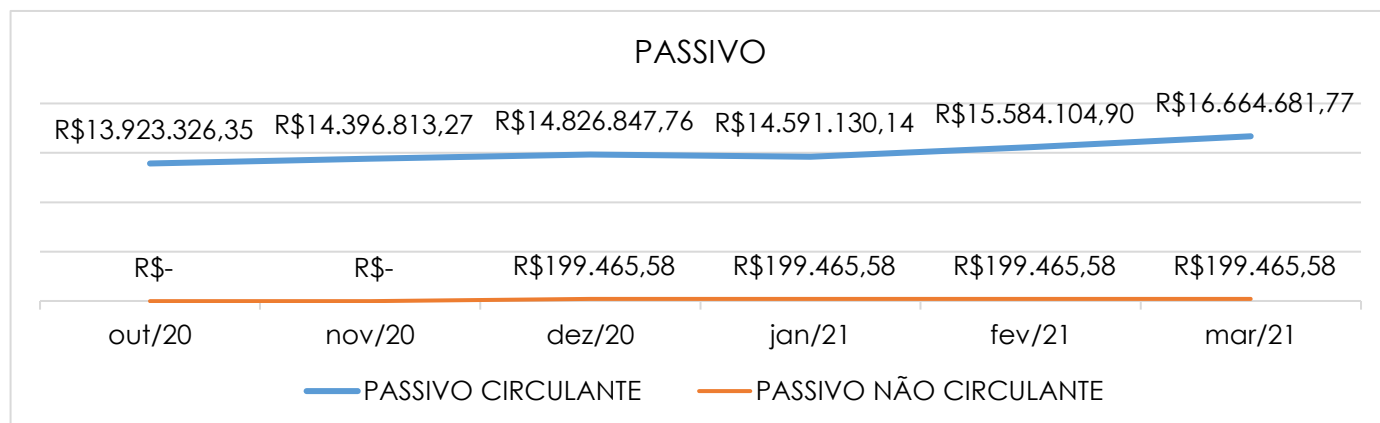 PASSIVO
R$13.923.326,35 R$14.396.813,27 R$14.826.847,76 R$14.591.130,14 R$15.584.104,90 R$16.664.681,77
R$- R$- R$199.465,58 R$199.465,58 R$199.465,58 R$199.465,58
out/20 nov/20 dez/20 jan/21 fev/21 mar/21
PASSIVO CIRCULANTE PASSIVO NÃO CIRCULANTE